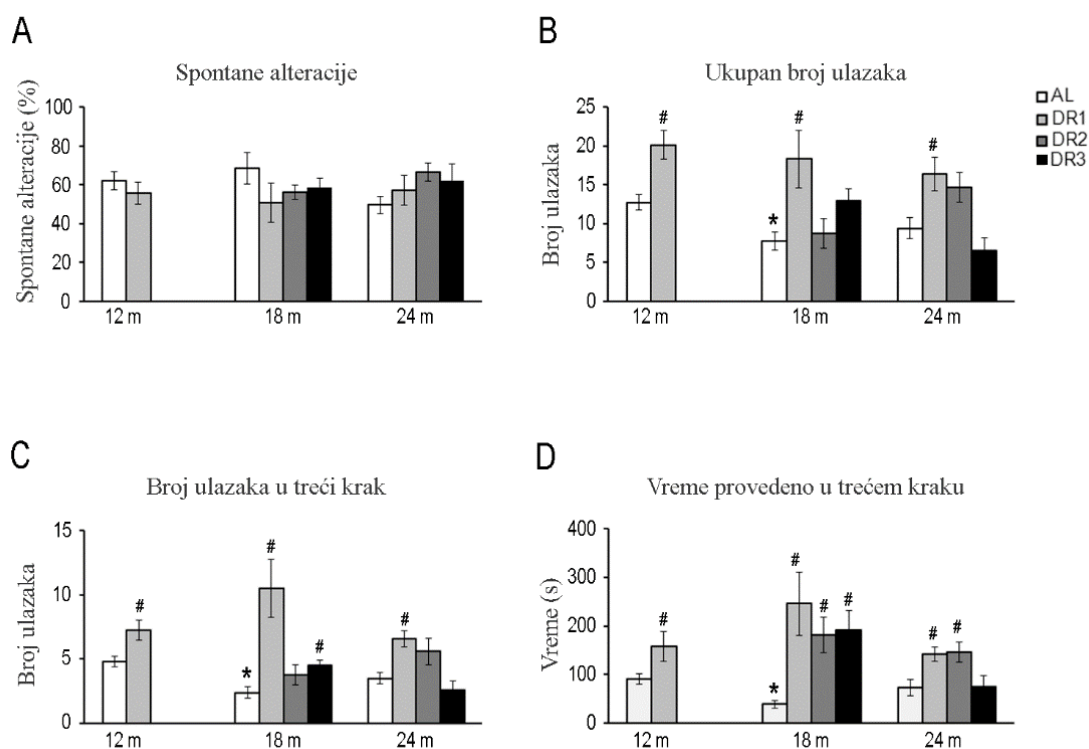 A
Spontane alteracije
Spontane alteracije (%)
100
80
60
40
20
0
12 m
18 m
24 m
B
Ukupan broj ulazaka
Broj ulazaka
25
20
15
10
5
0
#
*
#
#
12 m
18 m
24 m
AL
DR1
DR2
DR3
C
Broj ulazaka u treći krak
Broj ulazaka
15
10
5
0
#
*
#
#
#
12 m
18 m
24 m
D
Vreme provedeno u trećem kraku
Vreme (s)
400
300
200
100
0
#
*
#
#
#
#
#
12 m
18 m
24 m